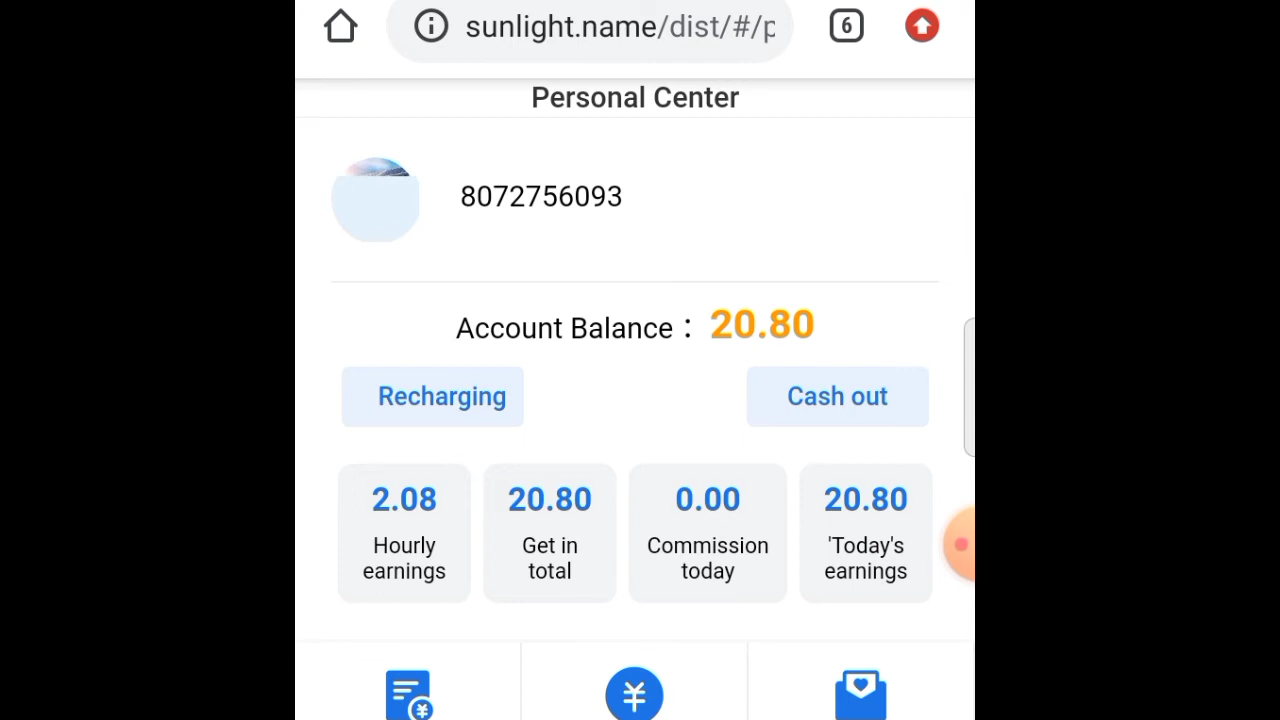 sunlight.name/dist/#/p
6
Personal Center
8072756093
Account Balance： 20.80
Recharging
Cash out
2.08
Hourly
earnings
20.80
Get in
total
0.00
Commission
today
20.80
'Today's
earnings